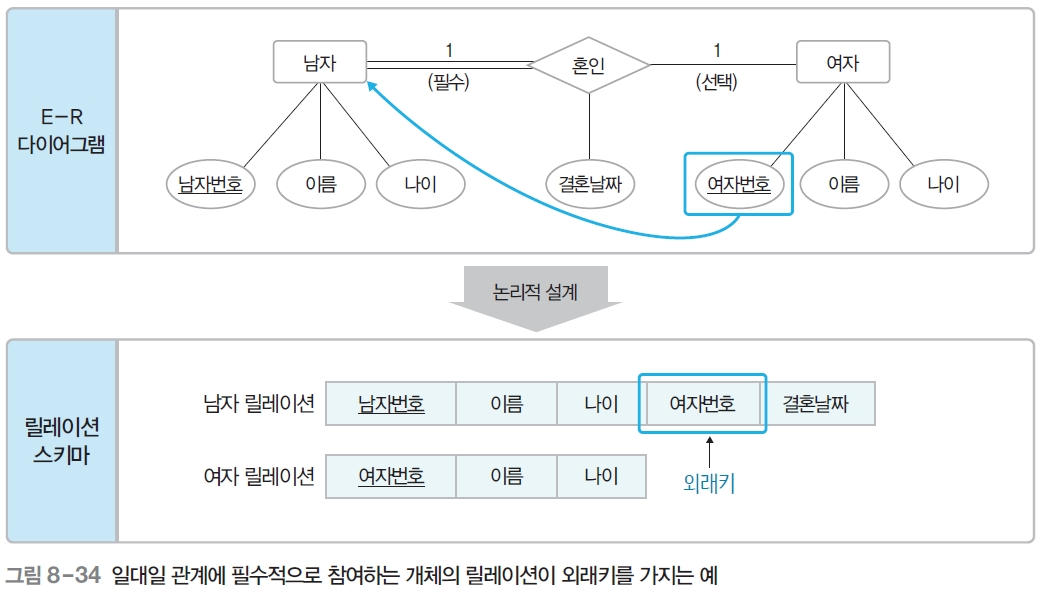 E-R
다이어그램
남자
1
(필수)
혼인
1
(선택)
여자
남자번호
이름
나이
결혼날짜
여자번호
이름
나이
논리적 설계
릴레이션
스키마
남자 릴레이션 남자번호 이름 나이 여자번호 결혼날짜
여자 릴레이션 여자번호 이름 나이
외래키
그림 8-34 일대일 관계에 필수적으로 참여하는 개체의 릴레이션이 외래키를 가지는 예